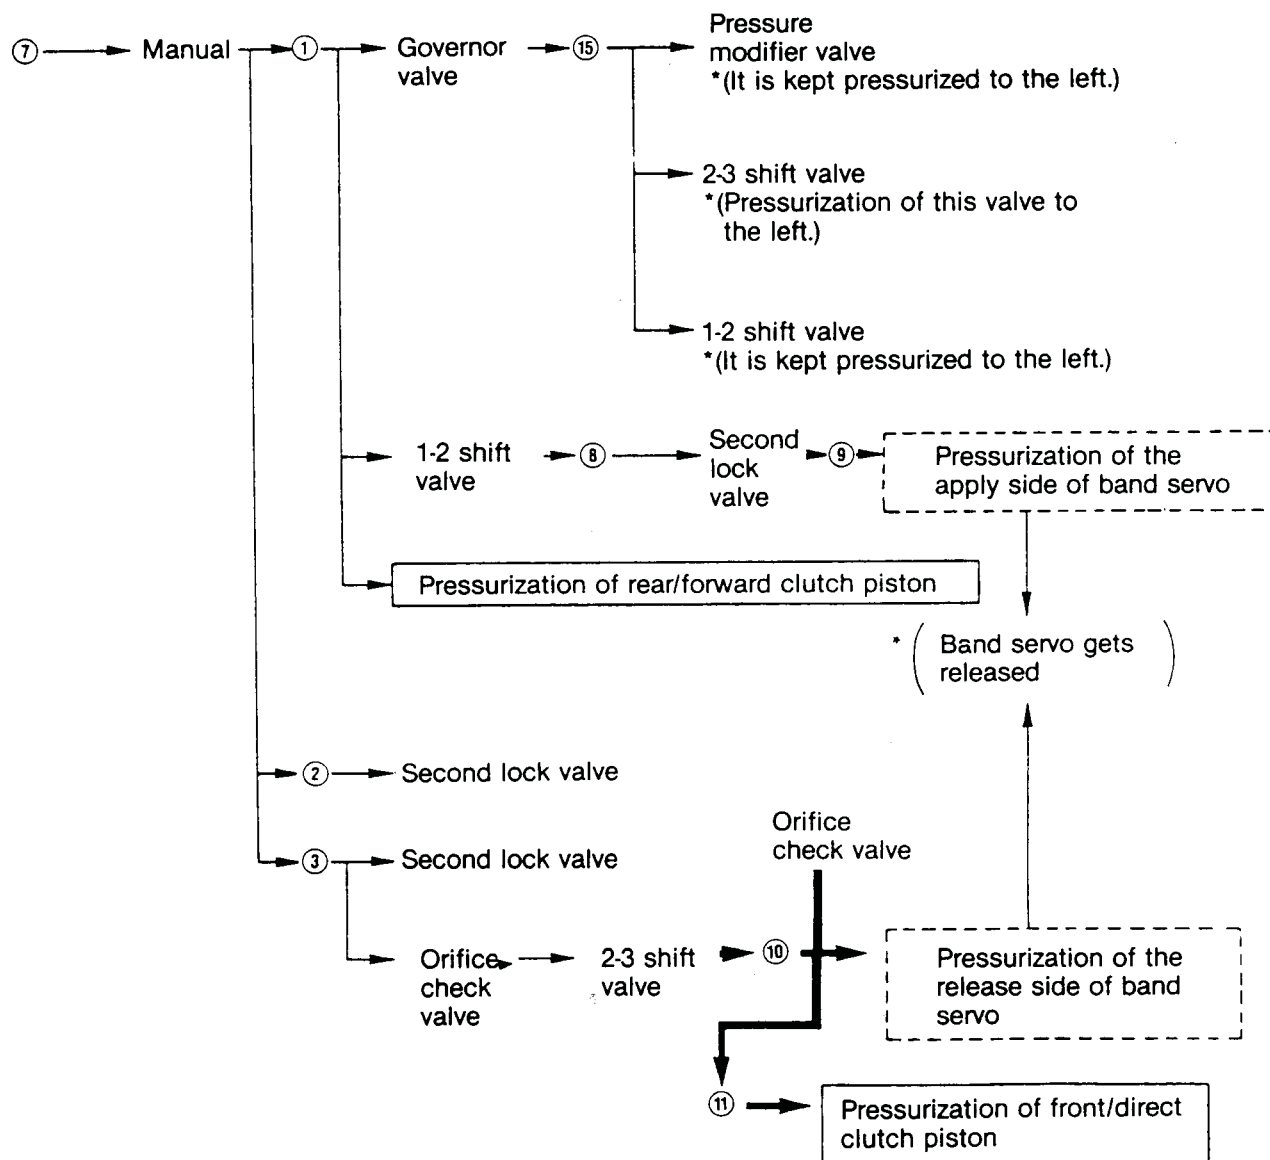 7
Manual
1
Governor
valve
15
Pressure
modifier valve
*(It is kept pressurized to the left.)
2-3 shift valve
*(Pressurization of this valve to
the left.)
1-2 shift valve
*(It is kept pressurized to the left.)
1-2 shift
valve
8
Second
lock
valve
9
Pressurization of the
apply side of band servo
Pressurization of rear/forward clutch piston
*(Band servo gets
released)
2
Second lock valve
3
Second lock valve
Orifice
check valve
Orifice
check
valve
2-3 shift
valve
10
Pressurization of the
release side of band
servo
11
Pressurization of front/direct
clutch piston